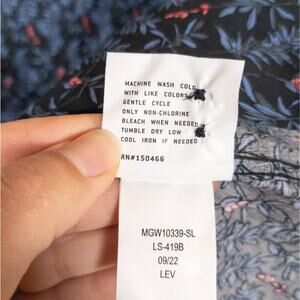 MACHINE WASH COLD
WITH LIKE COLORS
GENTLE CYCLE
ONLY NON-CHLORINE
BLEACH WHEN NEEDED
TUMBLE DRY LOW
COOL IRON IF NEEDED
RN#150466
MGW10339-SL
LS-419B
09/22
LEV